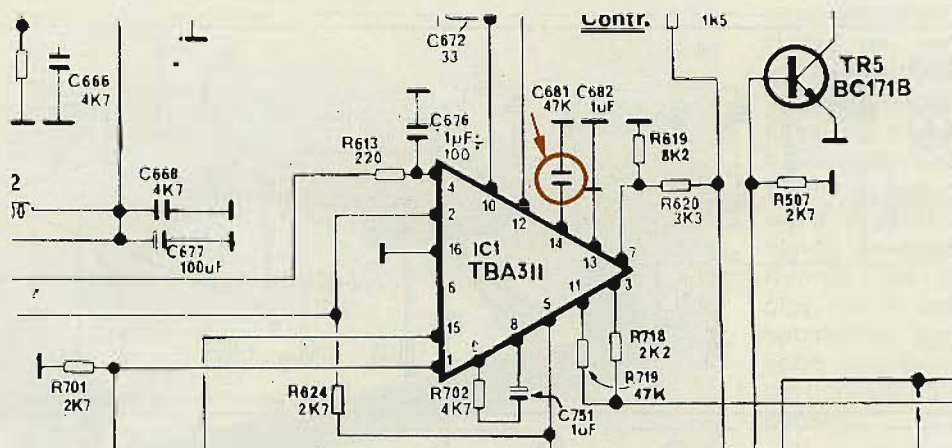 Contr.
1K5
C672
33
C666
4K7
TR5
BC171B
C681
47K
C682
1uF
C676
1µF
100
R613
220
R619
8K2
C668
4K7
2
R620
3K3
R507
2K7
C677
100uF
IC1
TBA311
4
2
16
6
15
1
10
12
14
13
7
3
11
5
8
9
R701
2K7
R624
2K7
R702
4K7
C751
1uF
R718
2K2
R719
47K